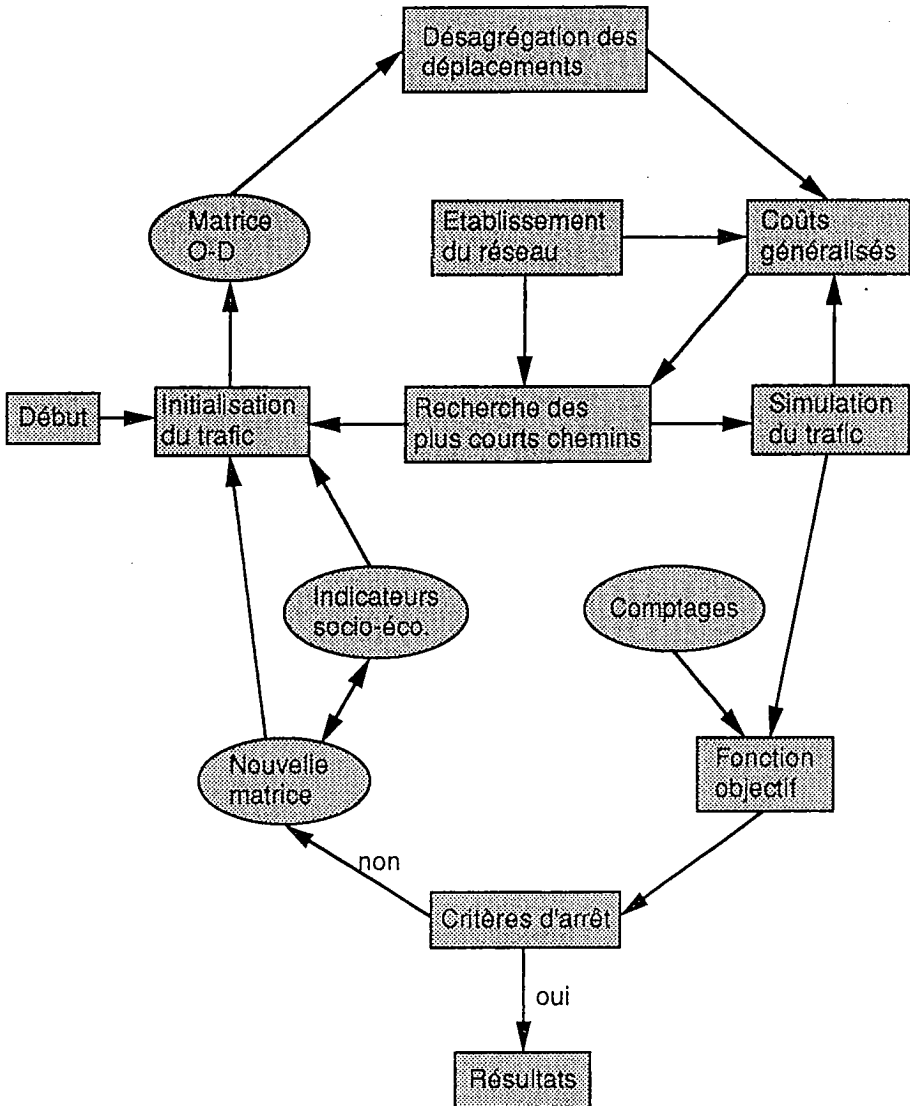 Désagrégation des
déplacements
Matrice
O-D
Etablissement
du réseau
Coûts
généralisés
Début
Initialisation
du trafic
Recherche des
plus courts chemins
Simulation
du trafic
Indicateurs
socio-éco.
Comptages
Nouvelle
matrice
Fonction
objectif
non
Critères d'arrêt
oui
Résultats